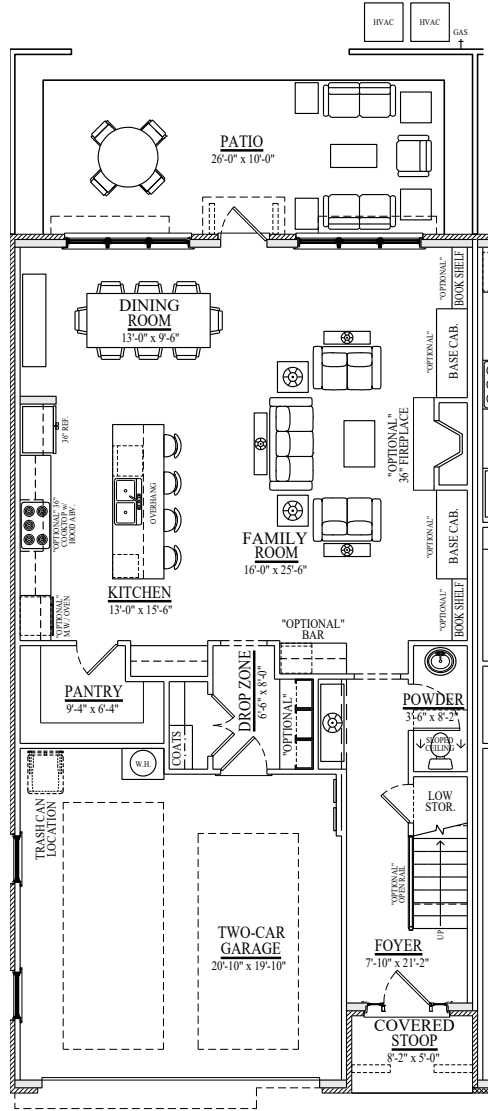 HVAC HVAC
GAS
PATIO
26'-0" x 10'-0"
"OPTIONAL"
BOOK SHELF
DINING
ROOM
13'-0" x 9'-6"
"OPTIONAL"
BASE CAB.
36" REF.
"OPTIONAL"
36" FIREPLACE
"OPTIONAL" 36"
COOKTOP w/
HOOD ABV.
OVERHANG
"OPTIONAL"
BASE CAB.
FAMILY
ROOM
16'-0" x 25'-6"
KITCHEN
13'-0" x 15'-6"
"OPTIONAL"
M.W. / OVEN
"OPTIONAL"
BOOK SHELF
"OPTIONAL"
BAR
PANTRY
9'-4" x 6'-4"
DROP ZONE
6'-6" x 8'-0"
"OPTIONAL"
COATS
POWDER
3'-6" x 8'-2"
SLOPED
CEILING
W.H.
TRASH CAN
LOCATION
LOW
STOR.
"OPTIONAL"
OPEN RAIL
UP
TWO-CAR
GARAGE
20'-10" x 19'-10"
FOYER
7'-10" x 21'-2"
COVERED
STOOP
8'-2" x 5'-0"